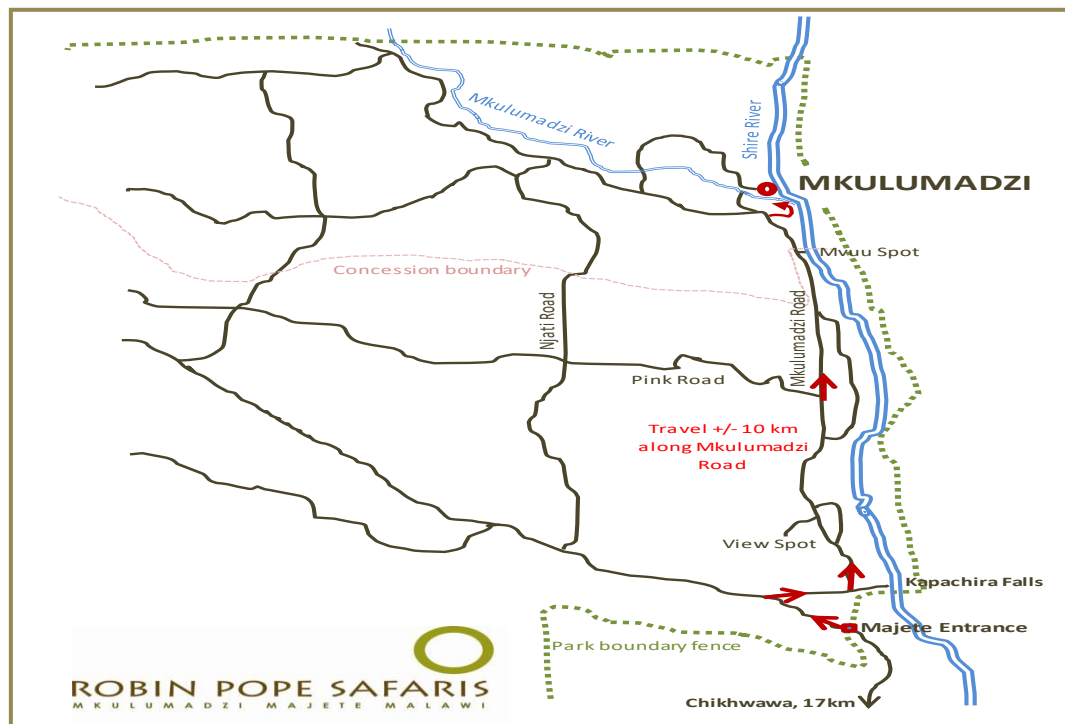 Mkulumadzi River
Shire River
MKULUMADZI
Mvuu Spot
Concession boundary
Njati Road
Mkulumadzi Road
Pink Road
Travel +/- 10 km
along Mkulumadzi
Road
View Spot
Kapachira Falls
Majete Entrance
Park boundary fence
ROBIN POPE SAFARIS
MKULUMADZI MAJETE MALAWI
Chikhwawa, 17km